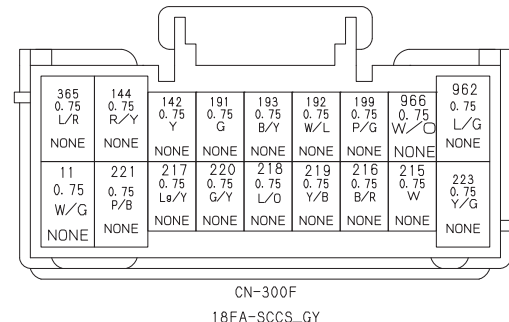 365 144 142 191 193 192 199 966 962
0.75 0.75 0.75 0.75 0.75 0.75 0.75 0.75 0.75
L/R R/Y Y G B/Y W/L P/G W/O L/G
NONE NONE NONE NONE NONE NONE NONE NONE NONE
11 221 217 220 218 219 216 215 223
0.75 0.75 0.75 0.75 0.75 0.75 0.75 0.75 0.75
W/G P/B Lg/Y G/Y L/O Y/B B/R W Y/G
NONE NONE NONE NONE NONE NONE NONE NONE NONE
CN-300F
18FA-SCCS_GY